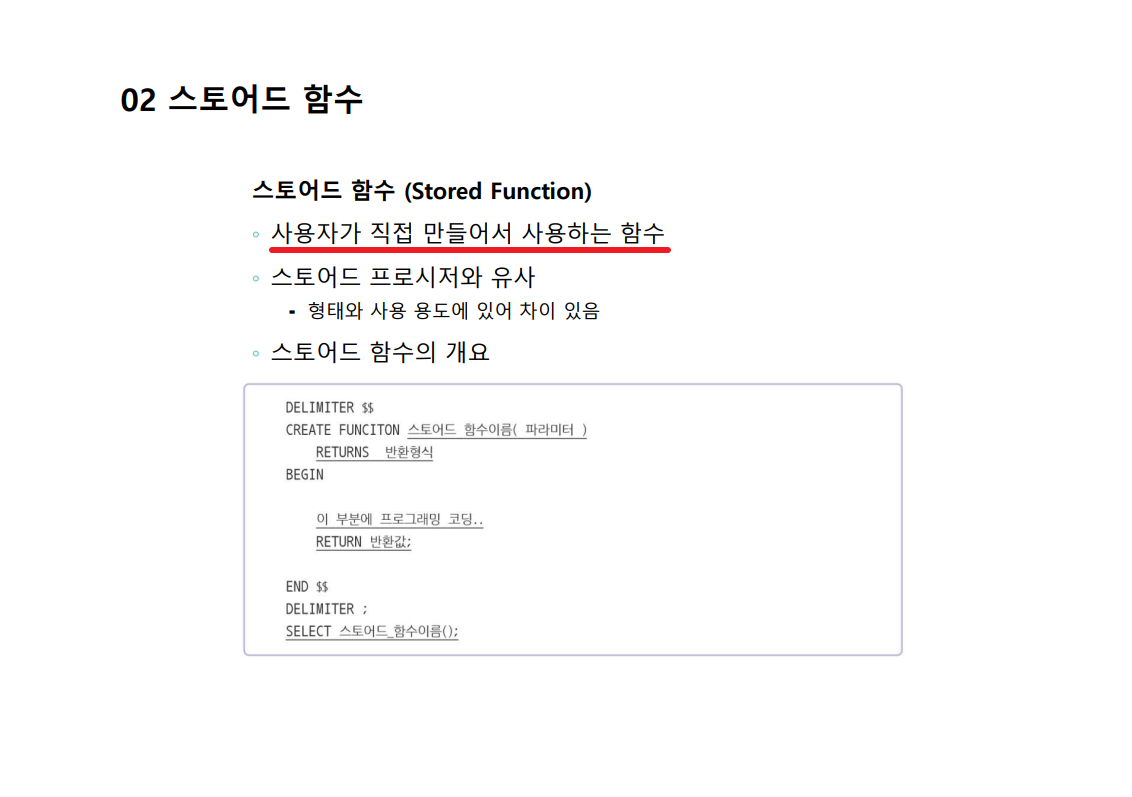 02 스토어드 함수
스토어드 함수 (Stored Function)
사용자가 직접 만들어서 사용하는 함수
스토어드 프로시저와 유사
- 형태와 사용 용도에 있어 차이 있음
스토어드 함수의 개요
DELIMITER $$
CREATE FUNCITON 스토어드 함수이름( 파라미터 )
RETURNS 반환형식
BEGIN
이 부분에 프로그래밍 코딩..
RETURN 반환값;
END $$
DELIMITER ;
SELECT 스토어드_함수이름();